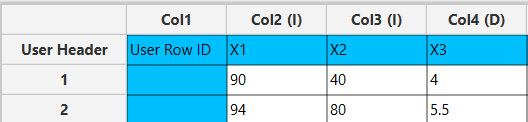 Col1 Col2 (I) Col3 (I) Col4 (D)
User Header User Row ID X1 X2 X3
1 90 40 4
2 94 80 5.5